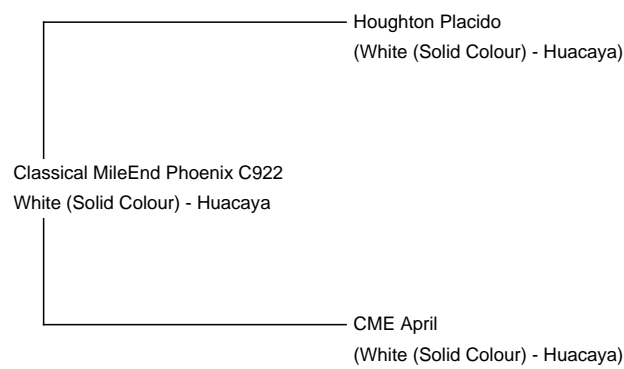 Houghton Placido
(White (Solid Colour) - Huacaya)
Classical MileEnd Phoenix C922
White (Solid Colour) - Huacaya
CME April
(White (Solid Colour) - Huacaya)